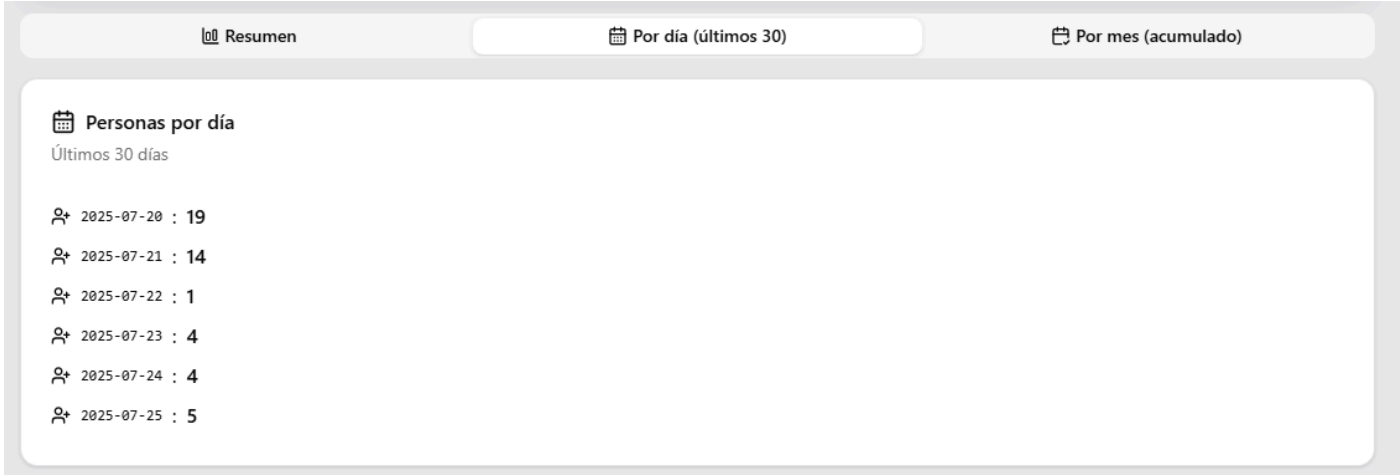 Resumen
Por día (últimos 30)
Por mes (acumulado)
Personas por día
Últimos 30 días
2025-07-20 : 19
2025-07-21 : 14
2025-07-22 : 1
2025-07-23 : 4
2025-07-24 : 4
2025-07-25 : 5